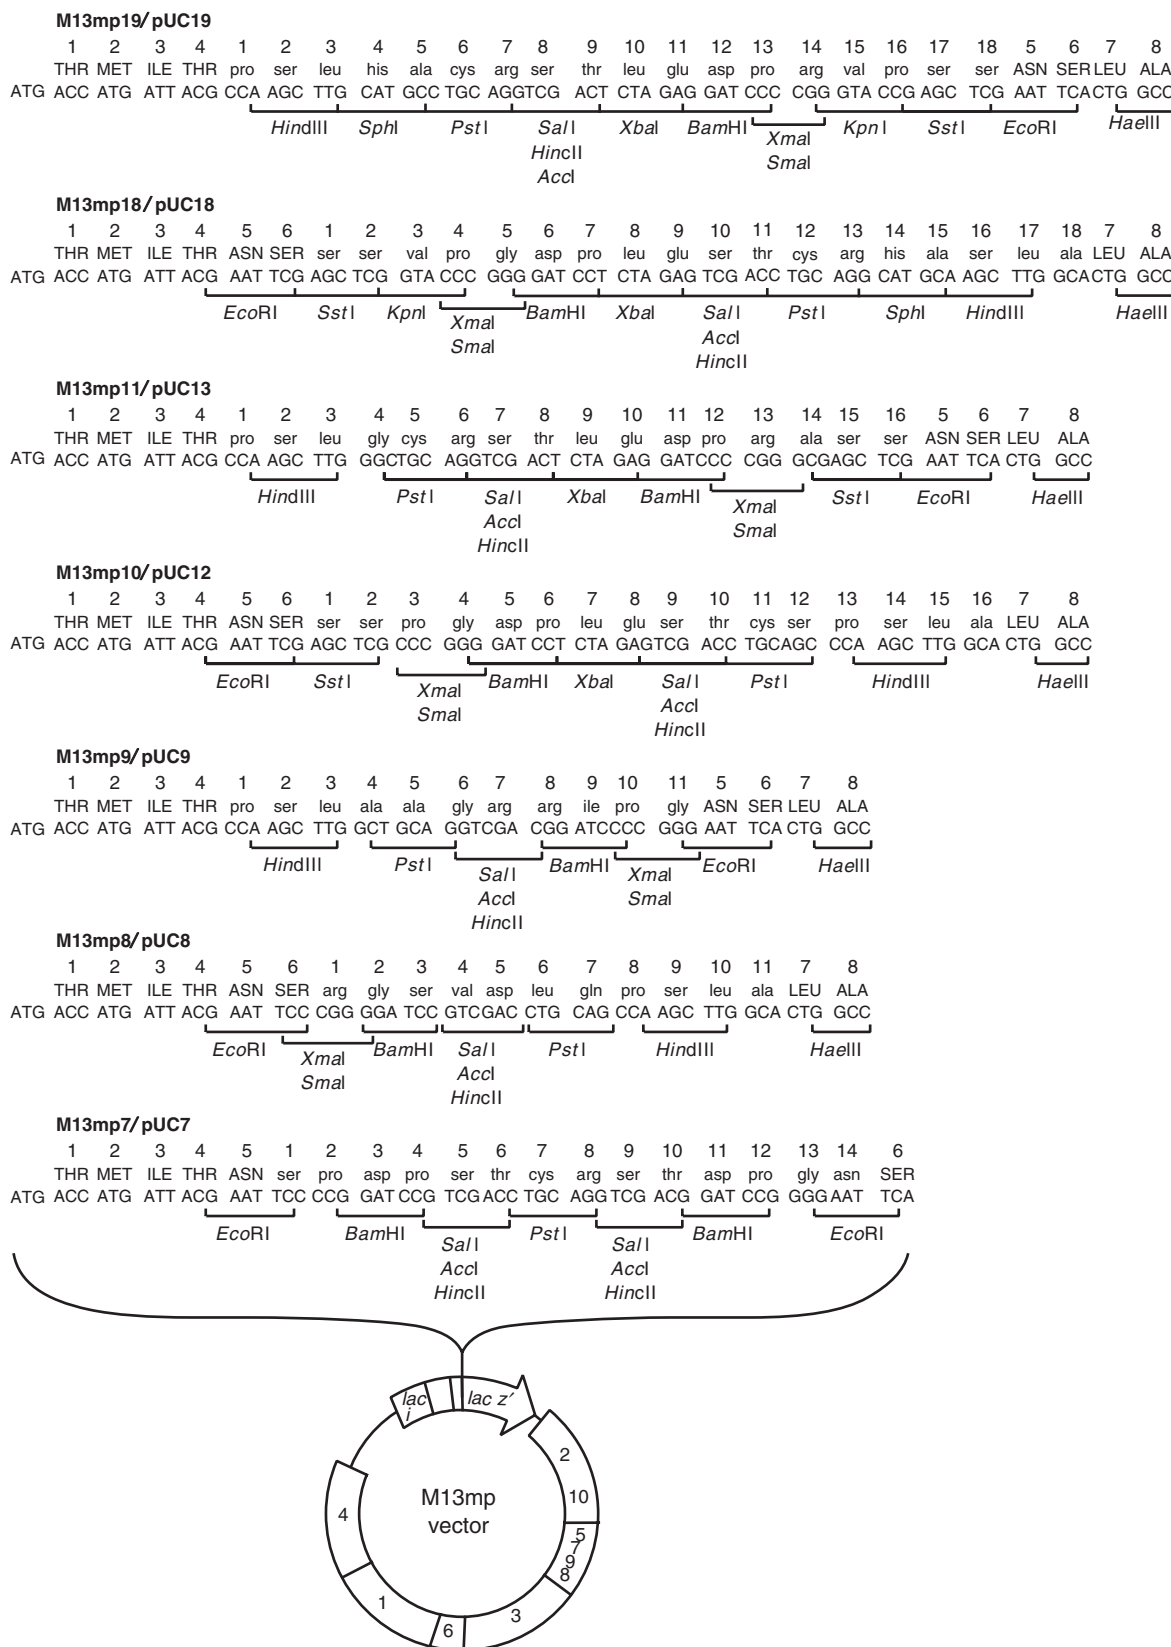 M13mp19/pUC19
1 2 3 4 1 2 3 4 5 6 7 8 9 10 11 12 13 14 15 16 17 18 5 6 7 8
THR MET ILE THR pro ser leu his ala cys arg ser thr leu glu asp pro arg val pro ser ser ASN SER LEU ALA
ATG ACC ATG ATT ACG CCA AGC TTG CAT GCC TGC AGGTCG ACT CTA GAG GAT CCC CGG GTA CCG AGC TCG AAT TCACTG GCC
HindIII SphI PstI SalI XbaI BamHI XmaI KpnI SstI EcoRI HaeIII
HincII SmaI
AccI
M13mp18/pUC18
1 2 3 4 5 6 1 2 3 4 5 6 7 8 9 10 11 12 13 14 15 16 17 18 7 8
THR MET ILE THR ASN SER ser ser val pro gly asp pro leu glu ser thr cys arg his ala ser leu ala LEU ALA
ATG ACC ATG ATT ACG AAT TCG AGC TCG GTA CCC GGG GATC CCT CTA GAGTCG ACC TGC AGG CATGCA AGC TTG GCACTG GCC
EcoRI SstI KpnI XmaI BamHI XbaI SalI PstI SphI HindIII HaeIII
SmaI AccI
HincII
M13mp11/pUC13
1 2 3 4 1 2 3 4 5 6 7 8 9 10 11 12 13 14 15 16 5 6 7 8
THR MET ILE THR pro ser leu gly cys arg ser thr leu glu asp pro arg ala ser ser ASN SER LEU ALA
ATG ACC ATG ATT ACG CCA AGC TTG GGCTGC AGGTCG ACT CTA GAG GATCCC CGG GCGAGC TCG AAT TCA CTG GCC
HindIII PstI SalI XbaI BamHI XmaI SstI EcoRI HaeIII
AccI SmaI
HincII
M13mp10/pUC12
1 2 3 4 5 6 1 2 3 4 5 6 7 8 9 10 11 12 13 14 15 16 7 8
THR MET ILE THR ASN SER ser ser pro gly asp pro leu glu ser thr cys ser pro ser leu ala LEU ALA
ATG ACC ATG ATT ACG AAT TCG AGC TCG CCC GGG GAT CCT CTA GAGTCG ACC TGCAGC CCA AGC TTG GCA CTG GCC
EcoRI SstI XmaI BamHI XbaI SalI PstI HindIII HaeIII
SmaI AccI
HincII
M13mp9/pUC9
1 2 3 4 1 2 3 4 5 6 7 8 9 10 11 5 6 7 8
THR MET ILE THR pro ser leu ala ala gly arg arg ile pro gly ASN SER LEU ALA
ATG ACC ATG ATT ACG CCA AGC TTG GCT GCA GGTCGAC GGATCCCC GGG AAT TCA CTG GCC
HindIII PstI SalI BamHI XmaI EcoRI HaeIII
AccI SmaI
HincII
M13mp8/pUC8
1 2 3 4 5 6 1 2 3 4 5 6 7 8 9 10 11 7 8
THR MET ILE THR ASN SER arg gly ser val asp leu gln pro ser leu ala LEU ALA
ATG ACC ATG ATT ACG AAT TCC CGG GGA TCC GTCGAC CTG CAG CCA AGC TTG GCA CTG GCC
EcoRI XmaI BamHI SalI PstI HindIII HaeIII
SmaI AccI
HincII
M13mp7/pUC7
1 2 3 4 5 1 2 3 4 5 6 7 8 9 10 11 12 13 14 6
THR MET ILE THR ASN ser pro asp pro ser thr cys arg ser thr asp pro gly asn SER
ATG ACC ATG ATT ACG AAT TCC CCG GAT CCG TCGACC TGC AGG TCG ACG GAT CCG GGGAAT TCA
EcoRI BamHI SalI PstI SalI BamHI EcoRI
AccI AccI
HincII HincII
lac i
lac z′
2
10
5
7
9
8
3
6
1
4
M13mp
vector